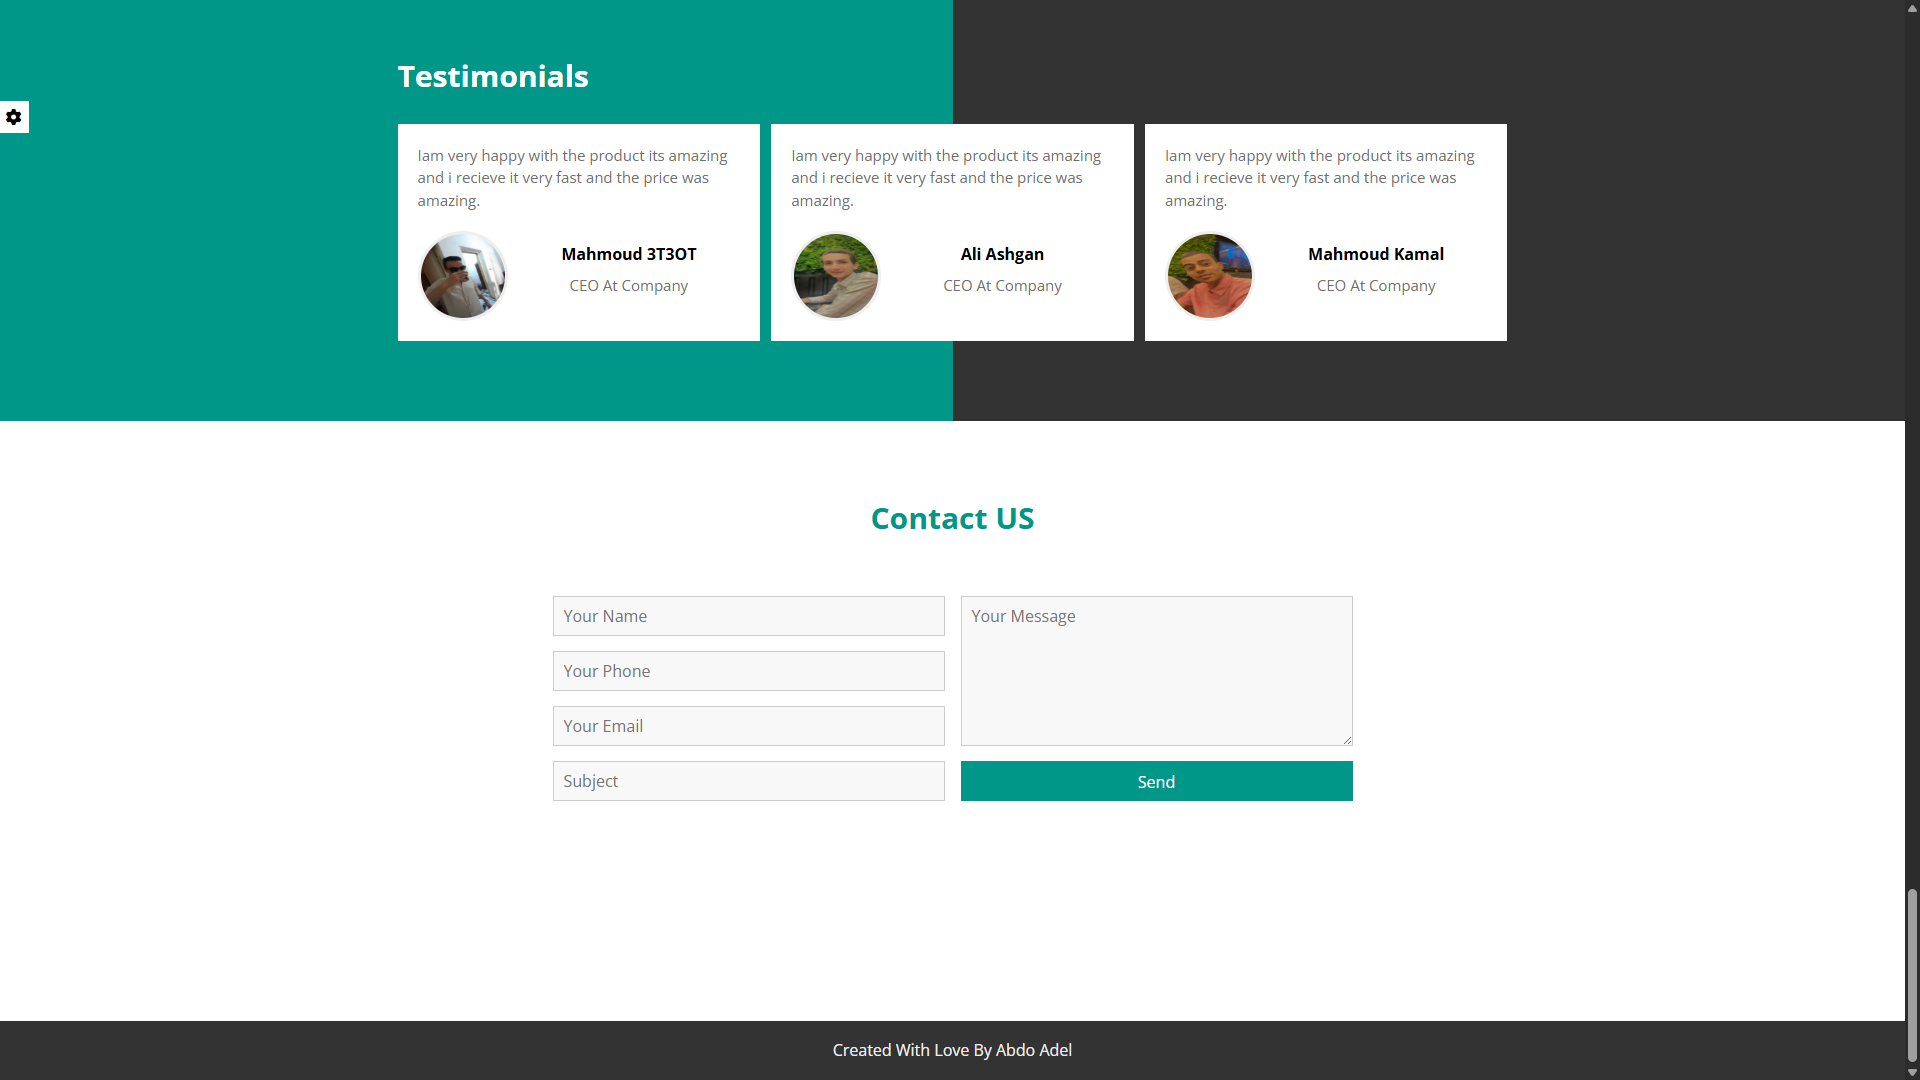 Testimonials
Iam very happy with the product its amazing
and i recieve it very fast and the price was
amazing.
Mahmoud 3T3OT
CEO At Company
Iam very happy with the product its amazing
and i recieve it very fast and the price was
amazing.
Ali Ashgan
CEO At Company
Iam very happy with the product its amazing
and i recieve it very fast and the price was
amazing.
Mahmoud Kamal
CEO At Company
Contact US
Your Name
Your Phone
Your Email
Subject
Your Message
Send
Created With Love By Abdo Adel